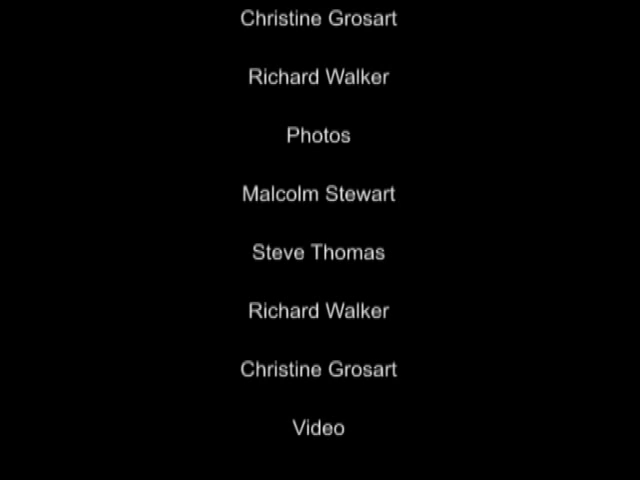 Christine Grosart
Richard Walker
Photos
Malcolm Stewart
Steve Thomas
Richard Walker
Christine Grosart
Video